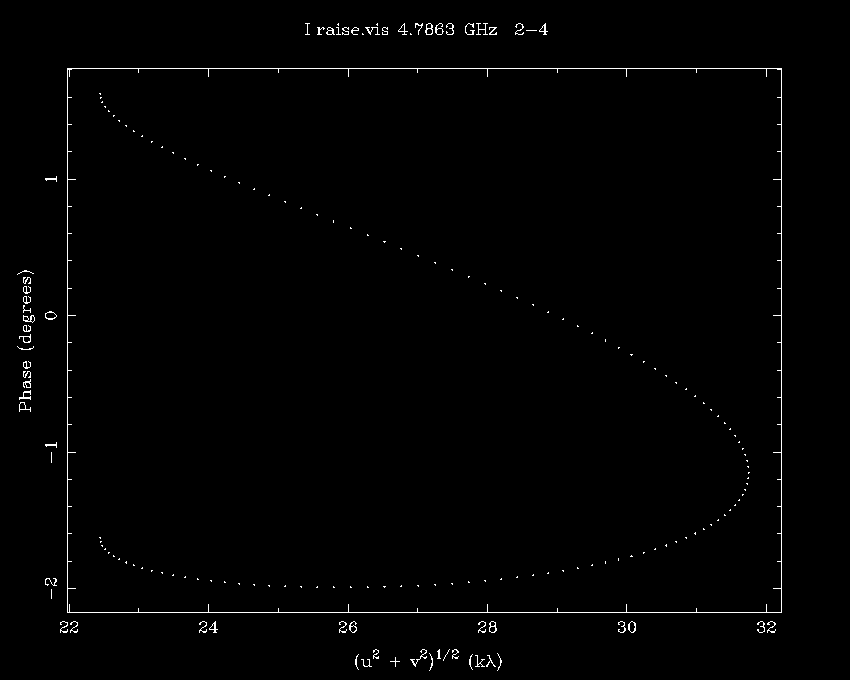 I raise.vis 4.7863 GHz 2−4
Phase (degrees)
1
0
−1
−2
22 24 26 28 30 32
(u² + v²)^1/2 (kλ)